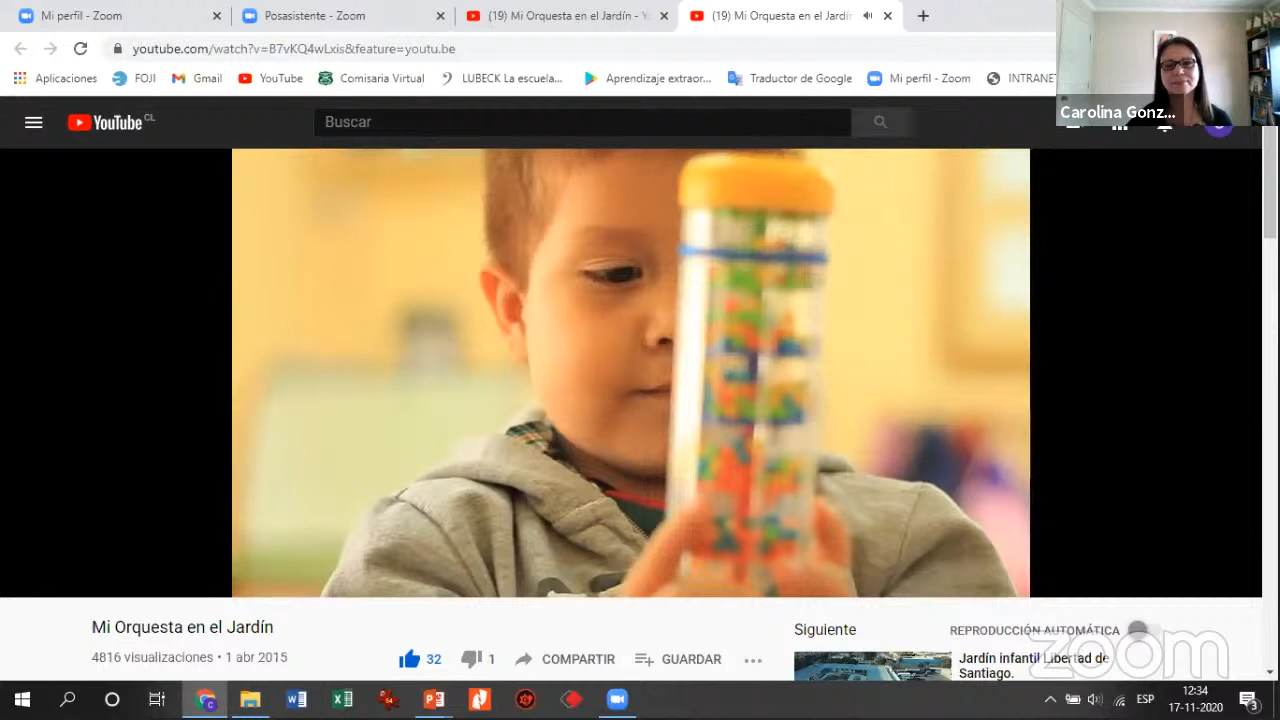 Mi perfil - Zoom
Posasistente - Zoom
(19) Mi Orquesta en el Jardín - Y
(19) Mi Orquesta en el Jardín
youtube.com/watch?v=B7vKQ4wLxis&feature=youtu.be
Aplicaciones
FOJI
Gmail
YouTube
Comisaria Virtual
LUBECK La escuela...
Aprendizaje extraor...
Traductor de Google
Mi perfil - Zoom
INTRANET
Carolina Gonz...
YouTube CL
Buscar
Mi Orquesta en el Jardín
4816 visualizaciones • 1 abr 2015
32
1
COMPARTIR
GUARDAR
Siguiente
REPRODUCCIÓN AUTOMÁTICA
Jardín infantil Libertad de
Santiago.
zoom
ESP
12:34
17-11-2020
3